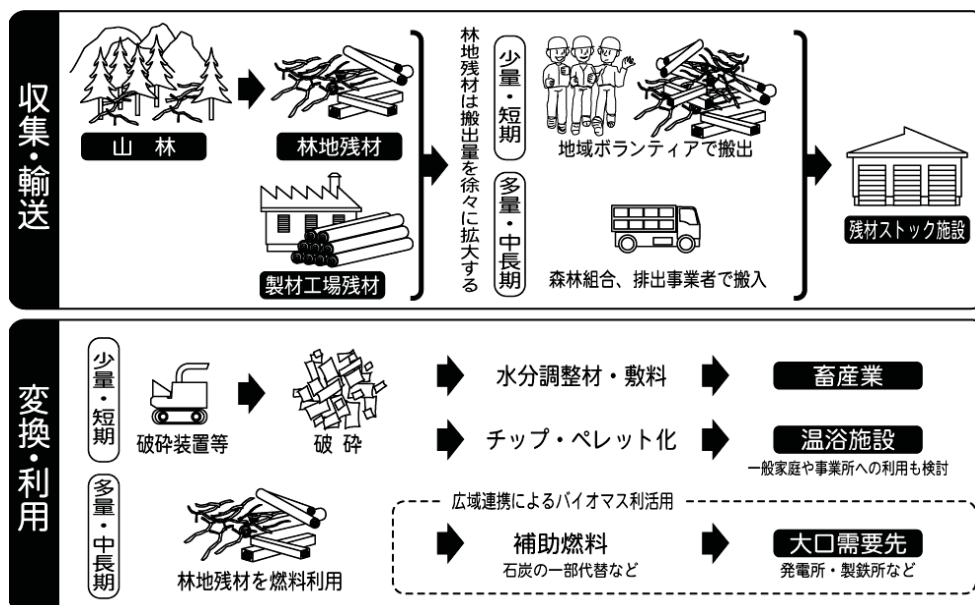 収集・輸送
山林
林地残材
製材工場残材
林地残材は搬出量を徐々に拡大する
少量・短期
地域ボランティアで搬出
多量・中長期
森林組合、排出事業者で搬入
残材ストック施設
変換・利用
少量・短期
破砕装置等
破砕
水分調整材・敷料
畜産業
チップ・ペレット化
温浴施設
一般家庭や事業所への利用も検討
多量・中長期
林地残材を燃料利用
広域連携によるバイオマス利活用
補助燃料
石炭の一部代替など
大口需要先
発電所・製鉄所など